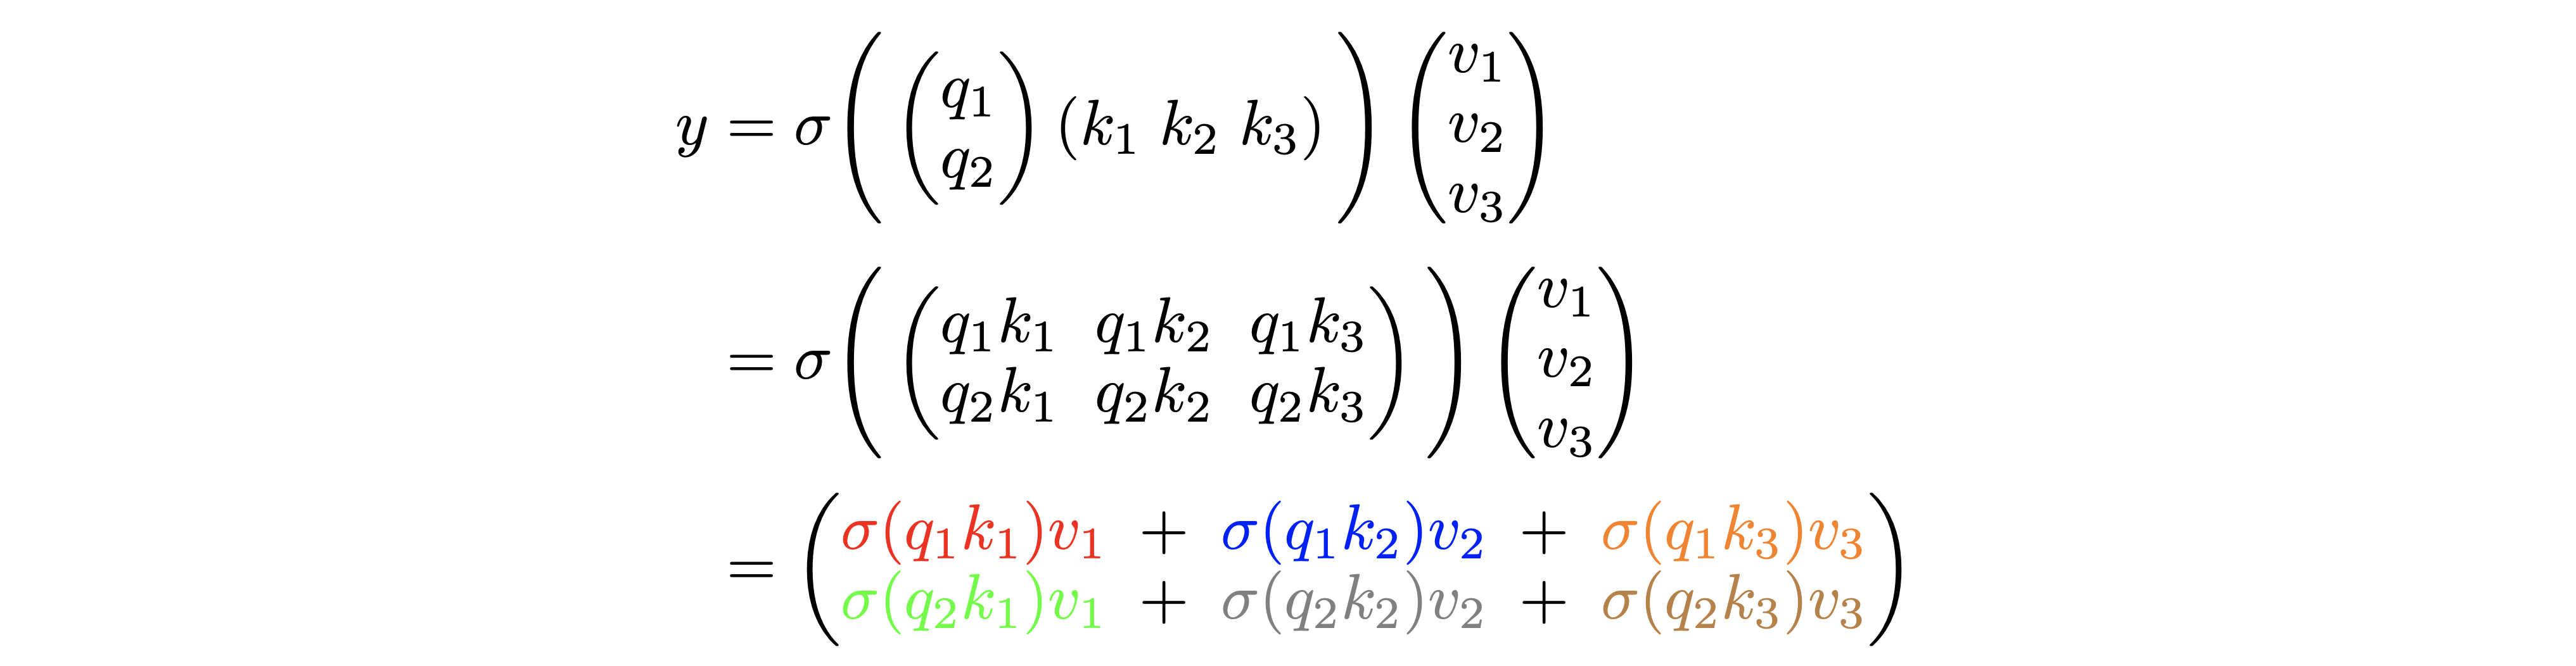 y = σ( (q₁ q₂) (k₁ k₂ k₃) ) (v₁ v₂ v₃)
= σ( (q₁k₁ q₁k₂ q₁k₃ q₂k₁ q₂k₂ q₂k₃) ) (v₁ v₂ v₃)
= (σ(q₁k₁)v₁ + σ(q₁k₂)v₂ + σ(q₁k₃)v₃
σ(q₂k₁)v₁ + σ(q₂k₂)v₂ + σ(q₂k₃)v₃)